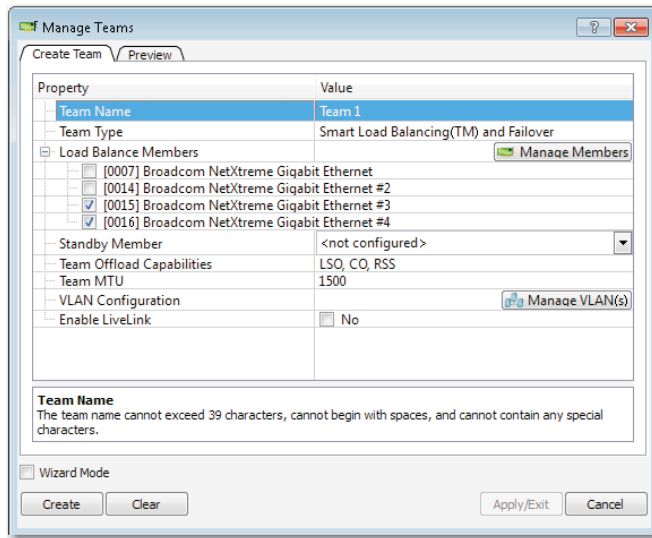 Manage Teams
Create Team Preview
Property Value
Team Name Team 1
Team Type Smart Load Balancing(TM) and Failover
Load Balance Members Manage Members
[0007] Broadcom NetXtreme Gigabit Ethernet
[0014] Broadcom NetXtreme Gigabit Ethernet #2
[0015] Broadcom NetXtreme Gigabit Ethernet #3
[0016] Broadcom NetXtreme Gigabit Ethernet #4
Standby Member <not configured>
Team Offload Capabilities LSO, CO, RSS
Team MTU 1500
VLAN Configuration Manage VLAN(s)
Enable LiveLink No
Team Name
The team name cannot exceed 39 characters, cannot begin with spaces, and cannot contain any special
characters.
Wizard Mode
Create Clear Apply/Exit Cancel